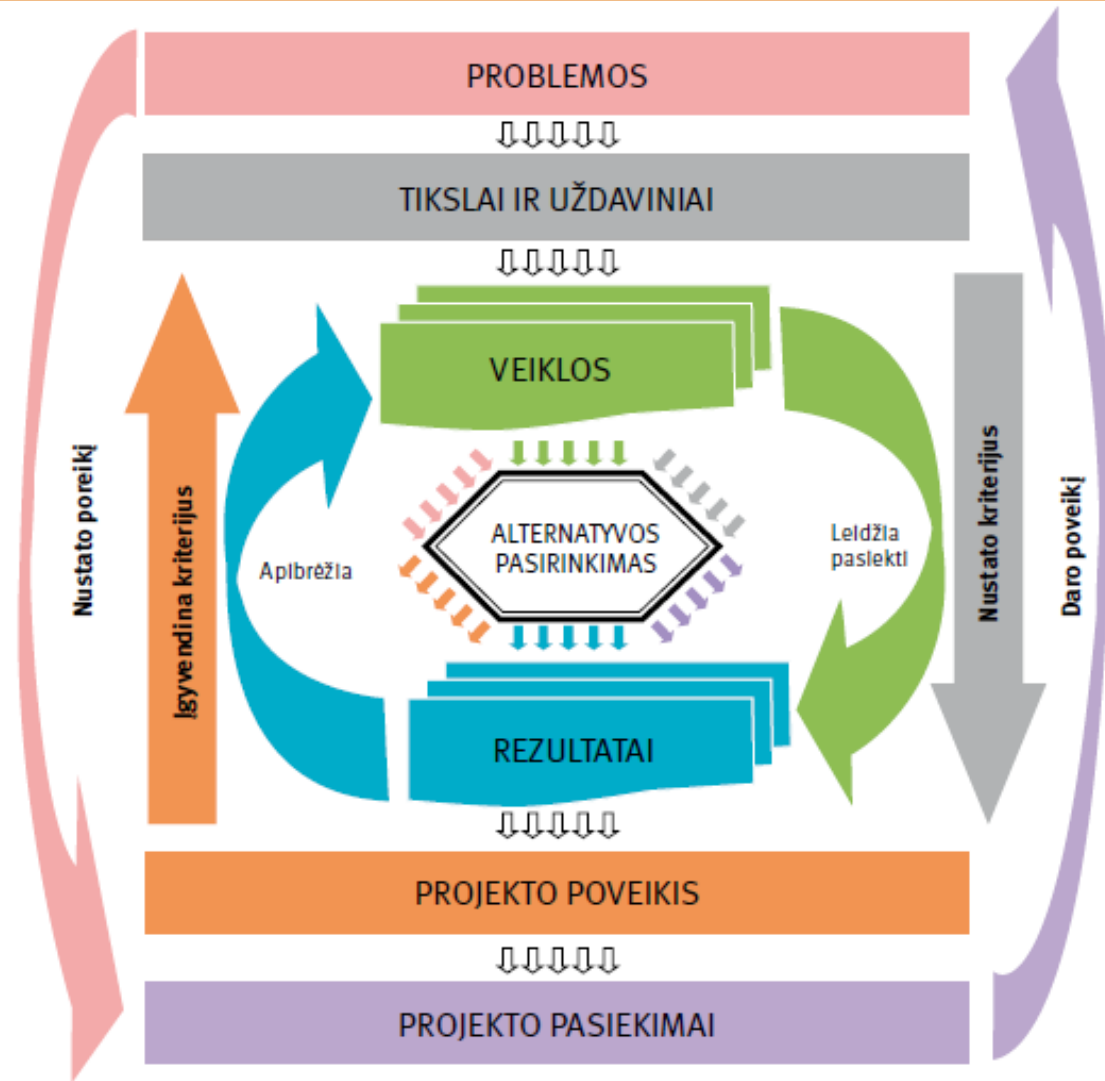 PROBLEMOS
TIKSLAI IR UŽDAVINIAI
VEIKLOS
Nustato poreikį
Įgyvendina kriterijus
Apibrėžia
ALTERNATYVOS
PASIRINKIMAS
Leidžia
pasiekti
Nustato kriterijus
Daro poveikį
REZULTATAI
PROJEKTO POVEIKIS
PROJEKTO PASIEKIMAI